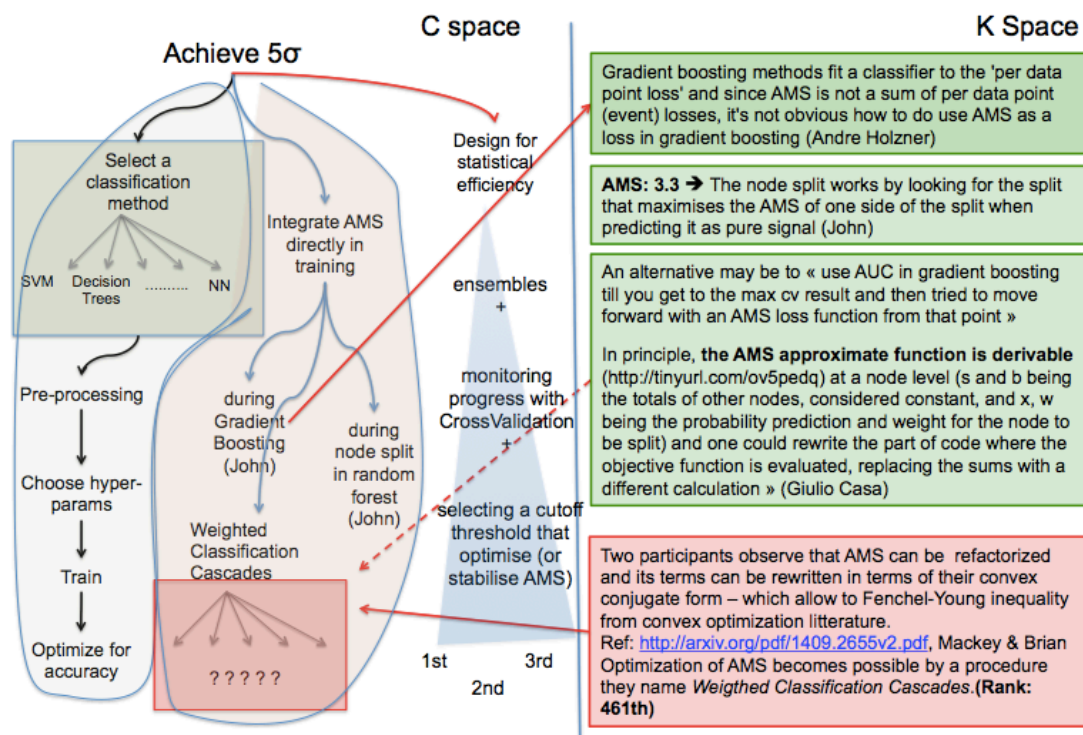 C space
K Space
Achieve 5σ
Select a
classification
method
SVM
Decision
Trees
..........
NN
Pre-processing
Choose hyper-
params
Train
Optimize for
accuracy
Integrate AMS
directly in
training
during
Gradient
Boosting
(John)
during
node split
in random
forest
(John)
Weighted
Classification
Cascades
? ? ? ? ?
Design for
statistical
efficiency
ensembles
+
monitoring
progress with
CrossValidation
+
selecting a cutoff
threshold that
optimise (or
stabilise AMS)
1st
3rd
2nd
Gradient boosting methods fit a classifier to the 'per data
point loss' and since AMS is not a sum of per data point
(event) losses, it's not obvious how to do use AMS as a
loss in gradient boosting (Andre Holzner)
AMS: 3.3 ➔ The node split works by looking for the split
that maximises the AMS of one side of the split when
predicting it as pure signal (John)
An alternative may be to « use AUC in gradient boosting
till you get to the max cv result and then tried to move
forward with an AMS loss function from that point »
In principle, the AMS approximate function is derivable
(http://tinyurl.com/ov5pedq) at a node level (s and b being
the totals of other nodes, considered constant, and x, w
being the probability prediction and weight for the node
to be split) and one could rewrite the part of code where the
objective function is evaluated, replacing the sums with a
different calculation » (Giulio Casa)
Two participants observe that AMS can be refactorized
and its terms can be rewritten in terms of their convex
conjugate form – which allow to Fenchel-Young inequality
from convex optimization litterature.
Ref: http://arxiv.org/pdf/1409.2655v2.pdf, Mackey & Brian
Optimization of AMS becomes possible by a procedure
they name Weigthed Classification Cascades.(Rank:
461th)